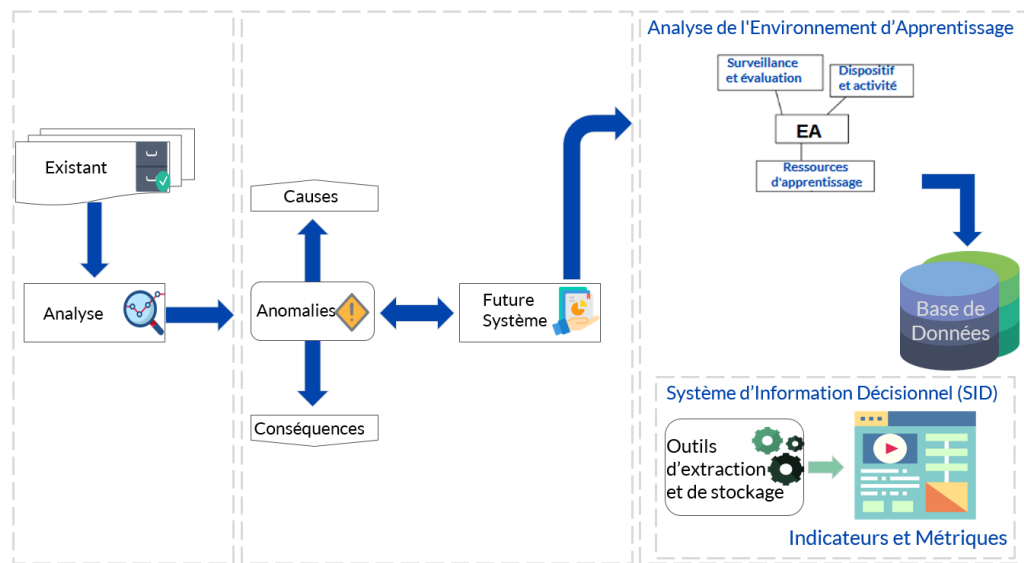 Existant
Analyse
Causes
Anomalies
Conséquences
Future
Système
Analyse de l'Environnement d’Apprentissage
Surveillance
et évaluation
Dispositif
et activité
EA
Ressources
d'apprentissage
Base de
Données
Système d’Information Décisionnel (SID)
Outils
d’extraction
et de stockage
Indicateurs et Métriques